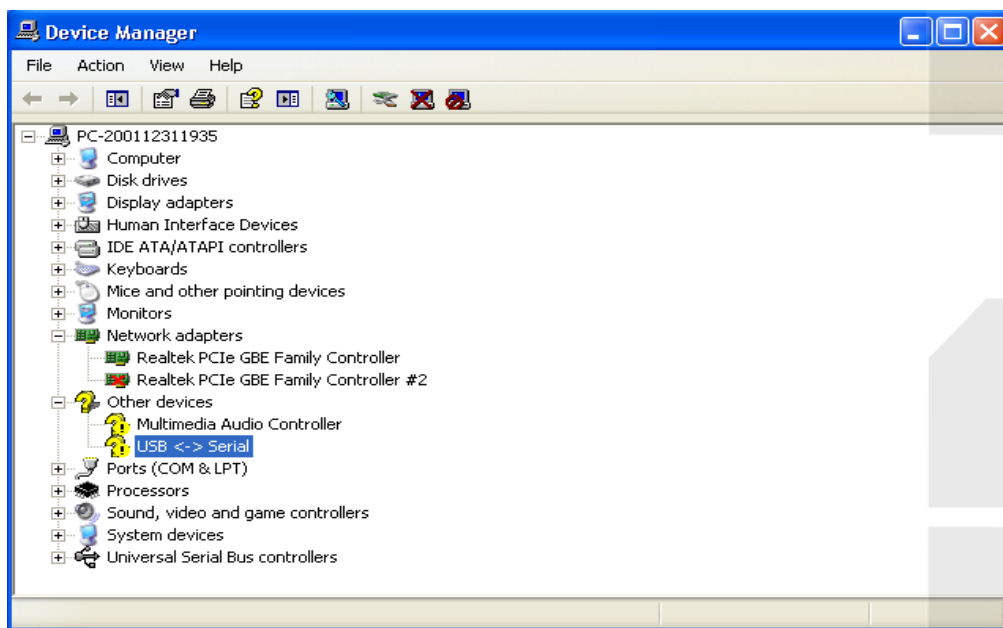 Device Manager
File Action View Help
PC-200112311935
Computer
Disk drives
Display adapters
Human Interface Devices
IDE ATA/ATAPI controllers
Keyboards
Mice and other pointing devices
Monitors
Network adapters
Realtek PCIe GBE Family Controller
Realtek PCIe GBE Family Controller #2
Other devices
Multimedia Audio Controller
USB <-> Serial
Ports (COM & LPT)
Processors
Sound, video and game controllers
System devices
Universal Serial Bus controllers